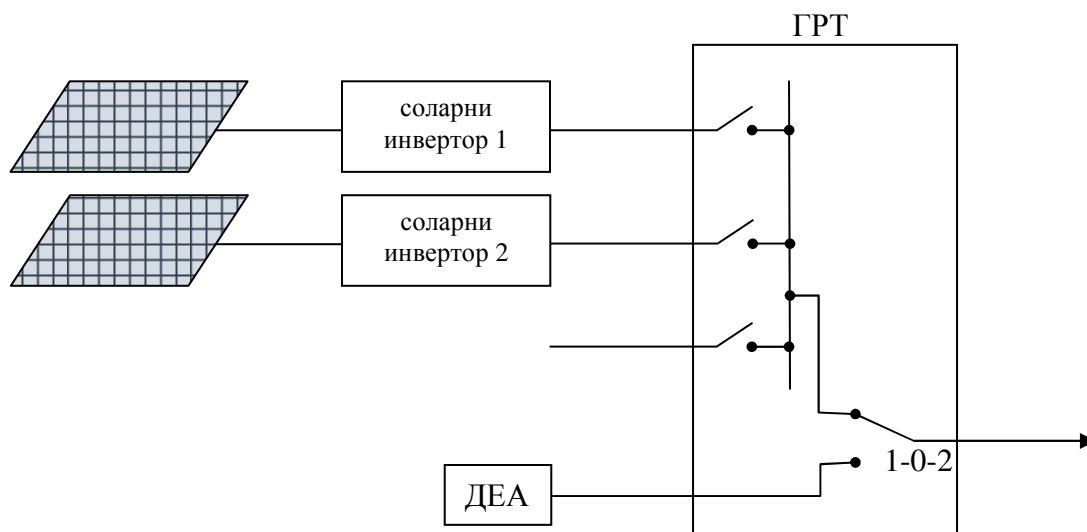 ГРТ
соларни
инвертор 1
соларни
инвертор 2
1-0-2
ДЕА